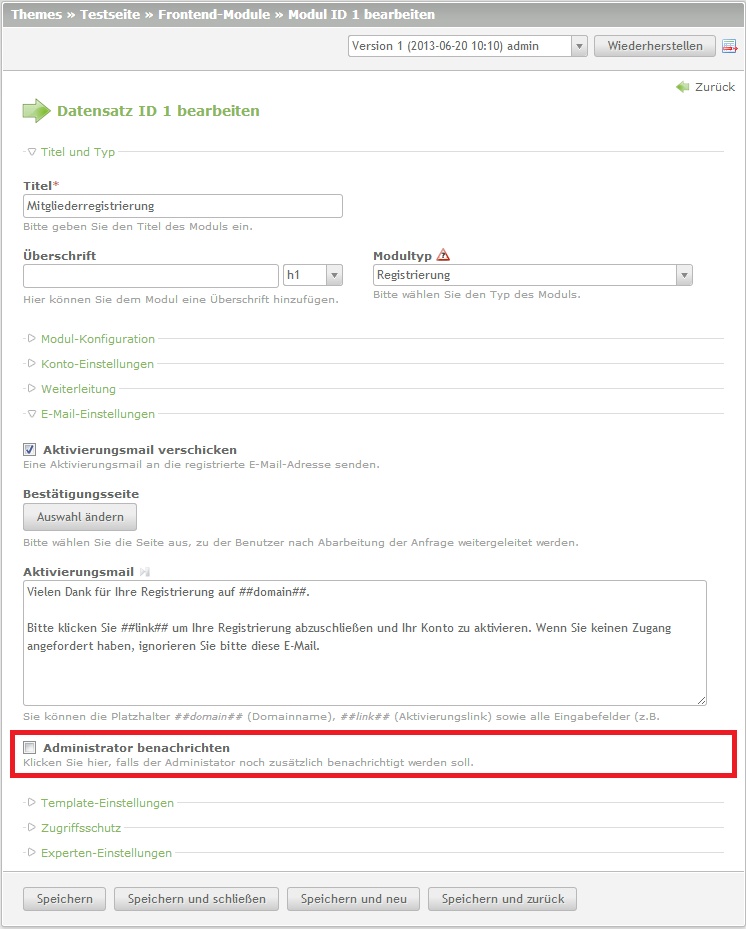 Themes » Testseite » Frontend-Module » Modul ID 1 bearbeiten
Version 1 (2013-06-20 10:10) admin Wiederherstellen
Zurück
Datensatz ID 1 bearbeiten
Titel und Typ
Titel*
Mitgliederregistrierung
Bitte geben Sie den Titel des Moduls ein.
Überschrift Modultyp
h1 Registrierung
Hier können Sie dem Modul eine Überschrift hinzufügen. Bitte wählen Sie den Typ des Moduls.
Modul-Konfiguration
Konto-Einstellungen
Weiterleitung
E-Mail-Einstellungen
Aktivierungsmail verschicken
Eine Aktivierungsmail an die registrierte E-Mail-Adresse senden.
Bestätigungsseite
Auswahl ändern
Bitte wählen Sie die Seite aus, zu der Benutzer nach Abarbeitung der Anfrage weitergeleitet werden.
Aktivierungsmail
Vielen Dank für Ihre Registrierung auf ##domain##.
Bitte klicken Sie ##link## um Ihre Registrierung abzuschließen und Ihr Konto zu aktivieren. Wenn Sie keinen Zugang
angefordert haben, ignorieren Sie bitte diese E-Mail.
Sie können die Platzhalter ##domain## (Domainname), ##link## (Aktivierungslink) sowie alle Eingabefelder (z.B.
Administrator benachrichten
Klicken Sie hier, falls der Administator noch zusätzlich benachrichtigt werden soll.
Template-Einstellungen
Zugriffsschutz
Experten-Einstellungen
Speichern Speichern und schließen Speichern und neu Speichern und zurück